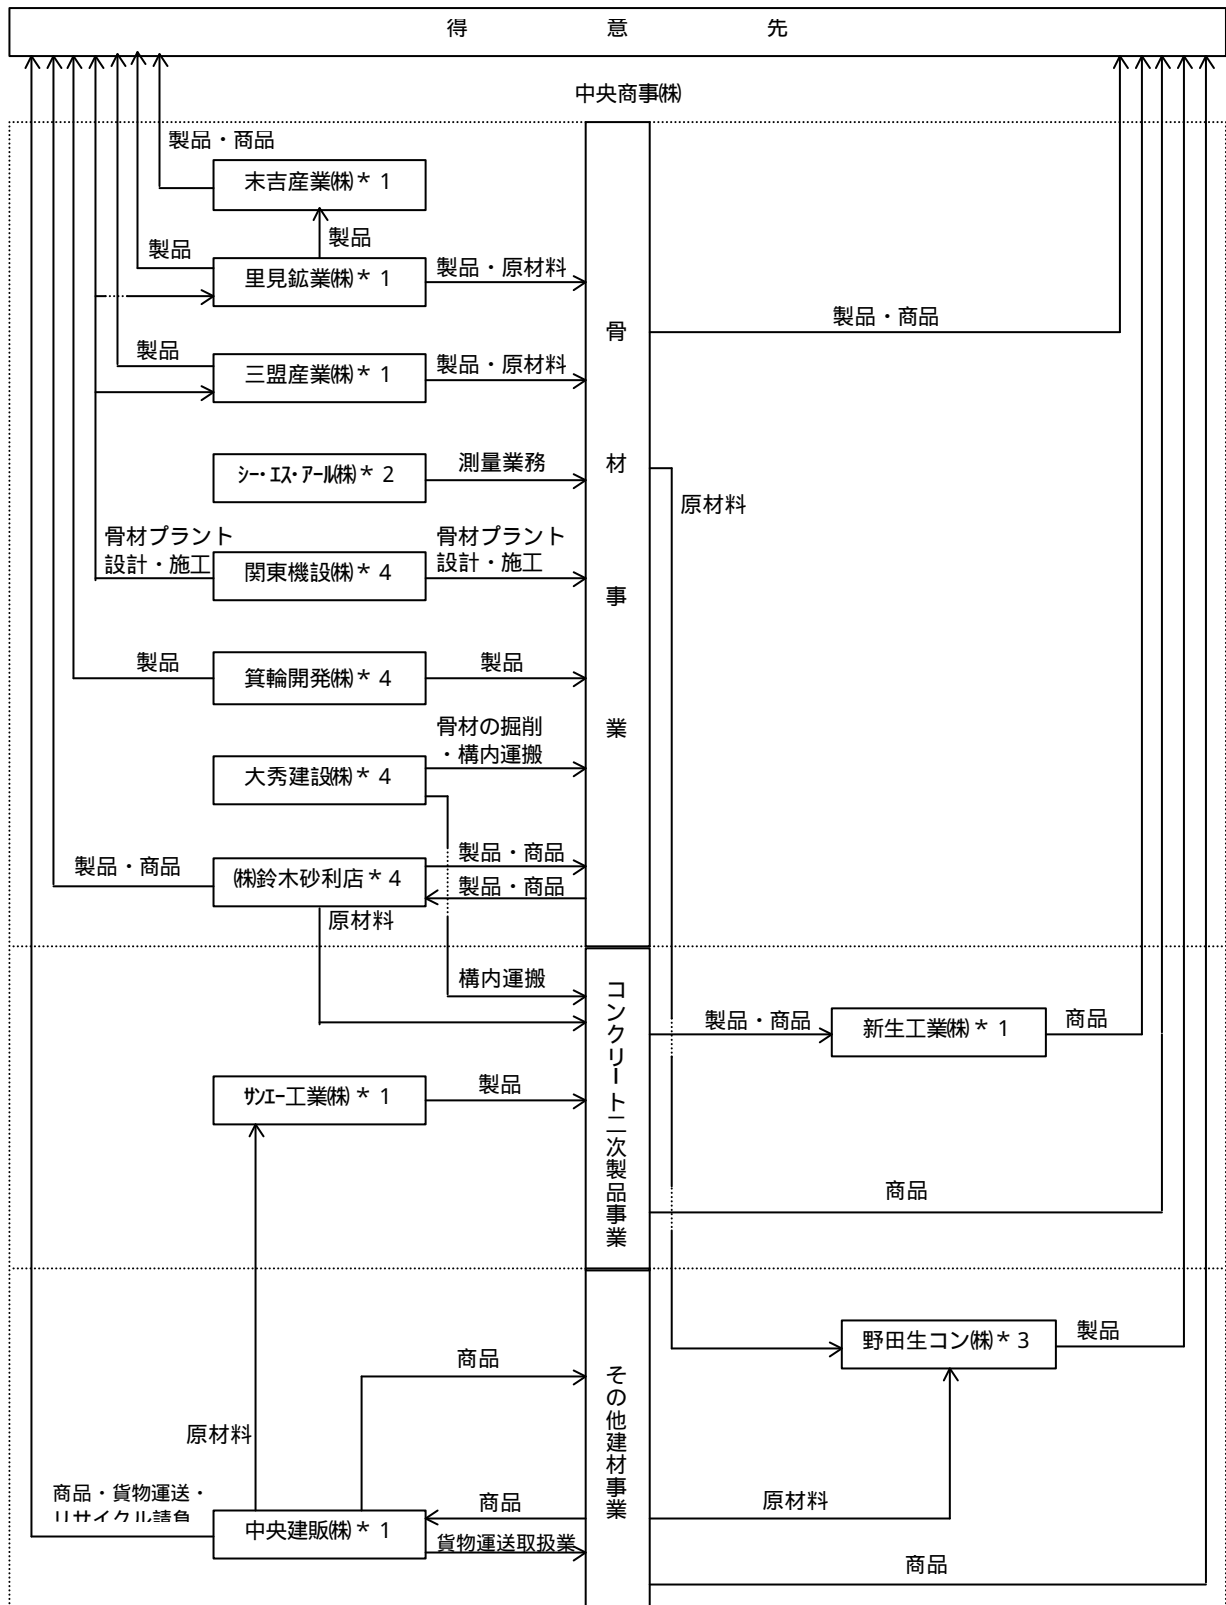 得意先
中央商事㈱
製品・商品
末吉産業㈱＊1
製品
製品
里見鉱業㈱＊1
製品・原材料
骨材事業
製品・商品
製品
三盟産業㈱＊1
製品・原材料
シー・エス・アール㈱＊2
測量業務
原材料
骨材プラント
設計・施工
関東機設㈱＊4
骨材プラント
設計・施工
製品
箕輪開発㈱＊4
製品
大秀建設㈱＊4
骨材の掘削
・構内運搬
製品・商品
㈱鈴木砂利店＊4
製品・商品
製品・商品
原材料
構内運搬
コンクリート二次製品事業
製品・商品
新生工業㈱＊1
商品
サンエー工業㈱＊1
製品
商品
野田生コン㈱＊3
製品
商品
その他建材事業
原材料
商品・貨物運送・
リサイクル請負
中央建販㈱＊1
商品
貨物運送取扱業
原材料
商品